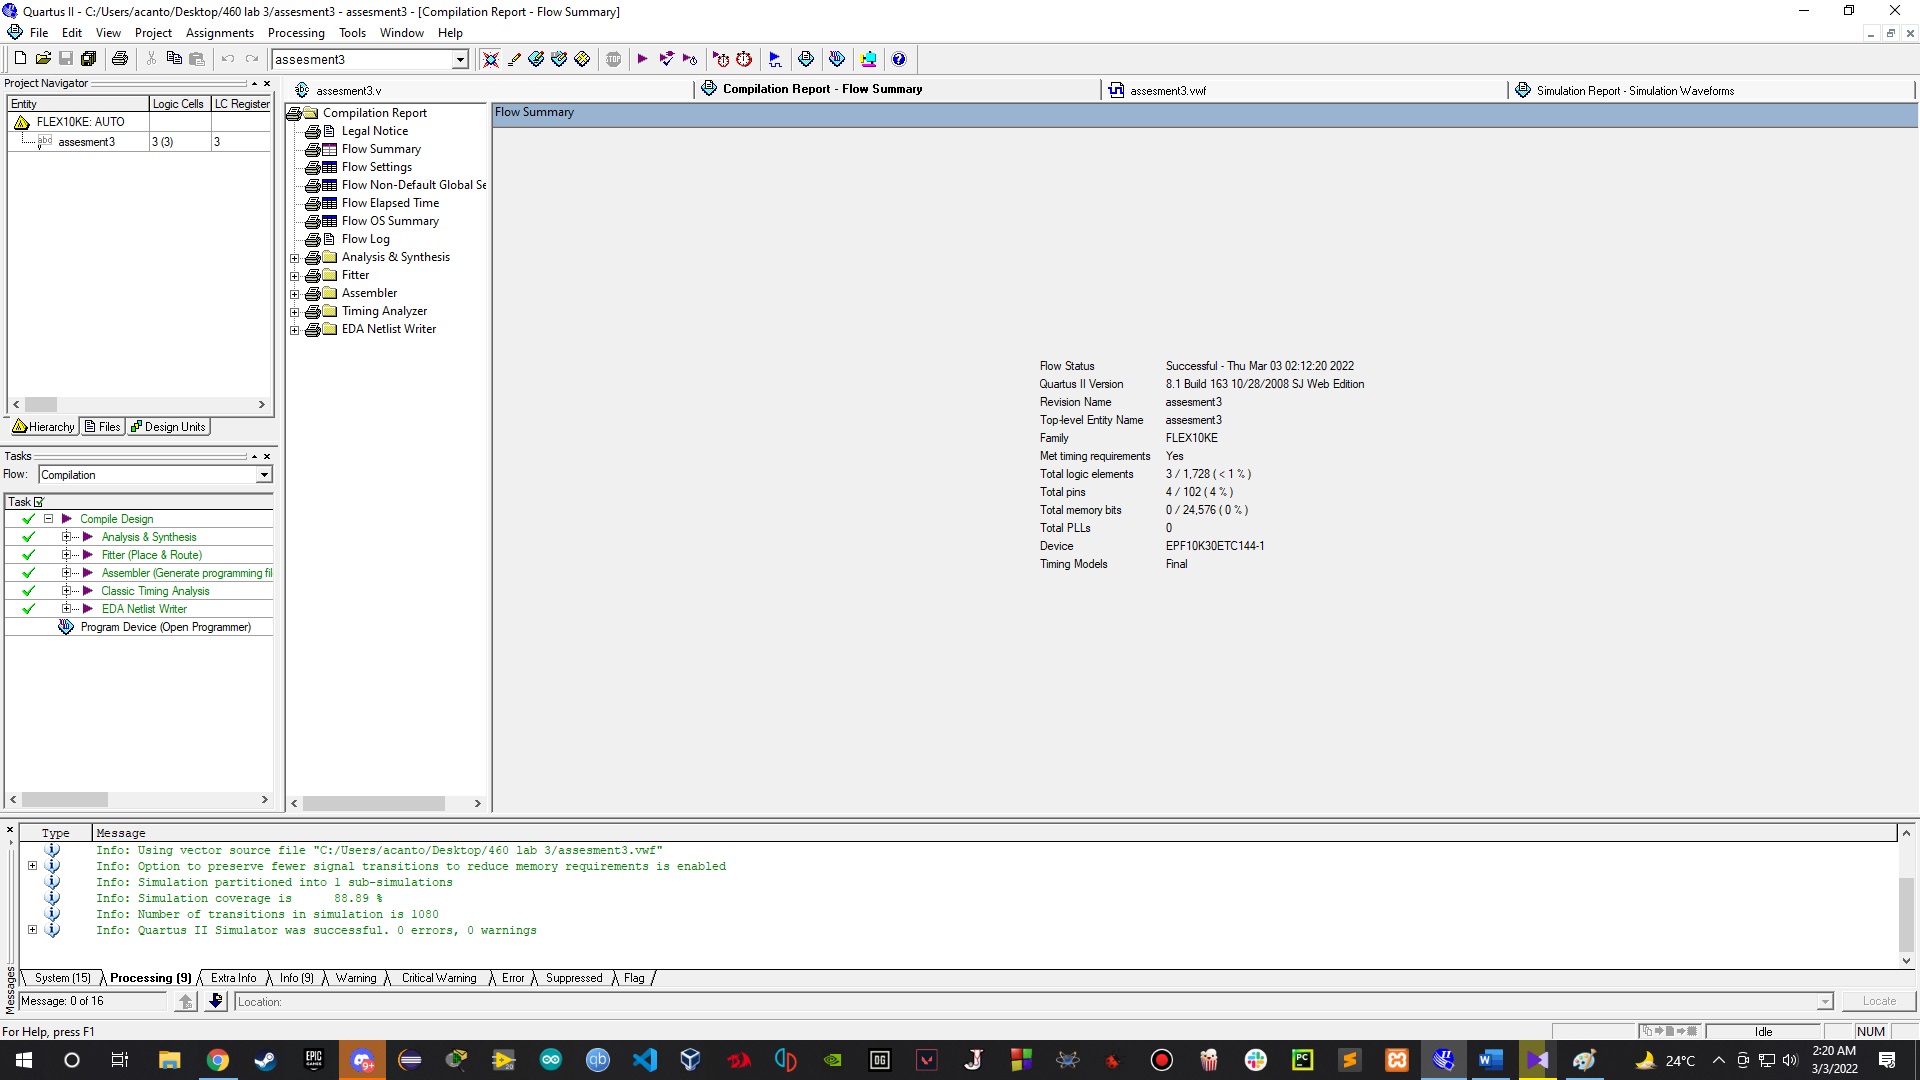 Quartus II - C:/Users/acanto/Desktop/460 lab 3/assesment3 - assesment3 - [Compilation Report - Flow Summary]
File Edit View Project Assignments Processing Tools Window Help
assesment3
STOP
Project Navigator
Entity Logic Cells LC Register
FLEX10KE: AUTO
abc assesment3 3 (3) 3
Hierarchy Files Design Units
Tasks
Flow: Compilation
Task
Compile Design
Analysis & Synthesis
Fitter (Place & Route)
Assembler (Generate programming fil
Classic Timing Analysis
EDA Netlist Writer
Program Device (Open Programmer)
assesment3.v
Compilation Report - Flow Summary
assesment3.vwf
Simulation Report - Simulation Waveforms
Compilation Report
Legal Notice
Flow Summary
Flow Settings
Flow Non-Default Global Se
Flow Elapsed Time
Flow OS Summary
Flow Log
Analysis & Synthesis
Fitter
Assembler
Timing Analyzer
EDA Netlist Writer
Flow Summary
Flow Status Successful - Thu Mar 03 02:12:20 2022
Quartus II Version 8.1 Build 163 10/28/2008 SJ Web Edition
Revision Name assesment3
Top-level Entity Name assesment3
Family FLEX10KE
Met timing requirements Yes
Total logic elements 3 / 1,728 ( < 1 % )
Total pins 4 / 102 ( 4 % )
Total memory bits 0 / 24,576 ( 0 % )
Total PLLs 0
Device EPF10K30ETC144-1
Timing Models Final
Type Message
Info: Using vector source file "C:/Users/acanto/Desktop/460 lab 3/assesment3.vwf"
Info: Option to preserve fewer signal transitions to reduce memory requirements is enabled
Info: Simulation partitioned into 1 sub-simulations
Info: Simulation coverage is 88.89 %
Info: Number of transitions in simulation is 1080
Info: Quartus II Simulator was successful. 0 errors, 0 warnings
Messages
System (15) Processing (9) Extra Info Info (9) Warning Critical Warning Error Suppressed Flag
Message: 0 of 16 Location: Locate
For Help, press F1 Idle NUM
EPIC GAMES 9+ qb PC W 24°C 2:20 AM
3/3/2022